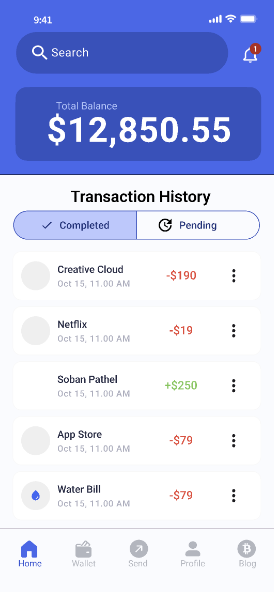 9:41
Search
1
Total Balance
$12,850.55
Transaction History
Completed
Pending
Creative Cloud
-$190
Oct 15, 11.00 AM
Netflix
-$19
Oct 15, 11.00 AM
Soban Pathel
+$250
Oct 15, 11.00 AM
App Store
-$79
Oct 15, 11.00 AM
Water Bill
-$79
Oct 15, 11.00 AM
Home
Wallet
Send
Profile
Blog